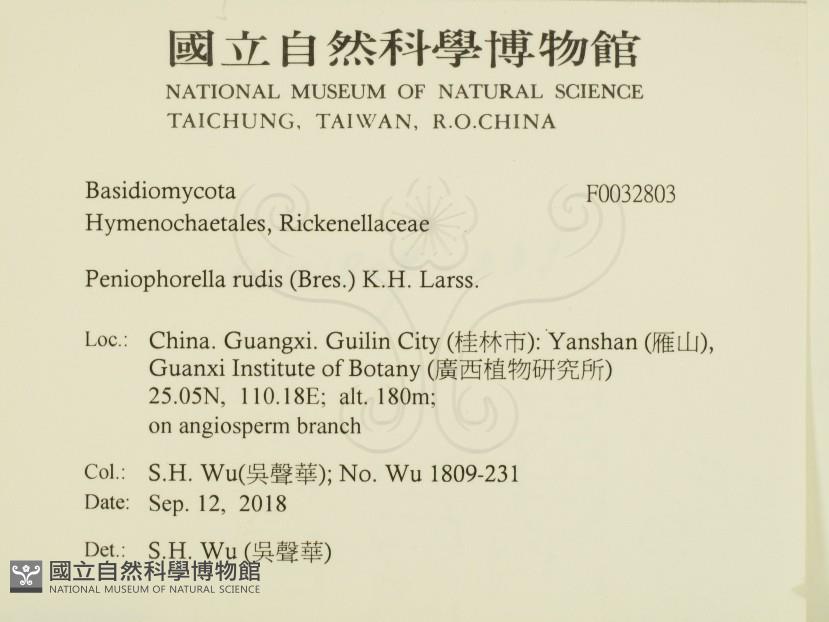 國立自然科學博物館
NATIONAL MUSEUM OF NATURAL SCIENCE
TAICHUNG, TAIWAN, R.O.CHINA
Basidiomycota F0032803
Hymenochaetales, Rickenellaceae
Peniophorella rudis (Bres.) K.H. Larss.
Loc.: China. Guangxi. Guilin City (桂林市): Yanshan (雁山),
Guanxi Institute of Botany (廣西植物研究所)
25.05N, 110.18E; alt. 180m;
on angiosperm branch
Col.: S.H. Wu(吳聲華); No. Wu 1809-231
Date: Sep. 12, 2018
Det.: S.H. Wu (吳聲華)
國立自然科學博物館
NATIONAL MUSEUM OF NATURAL SCIENCE